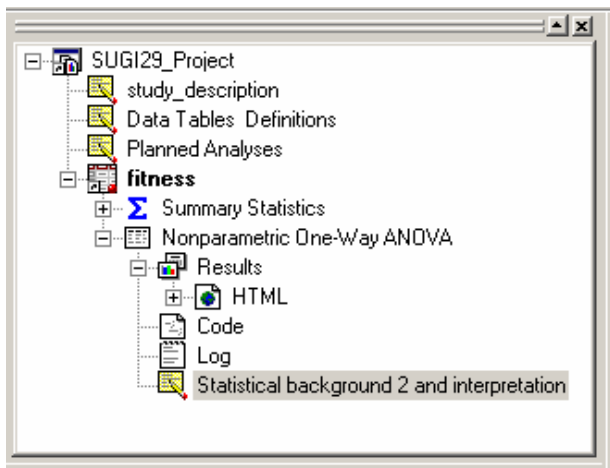 SUGI29_Project
study_description
Data Tables Definitions
Planned Analyses
fitness
Summary Statistics
Nonparametric One-Way ANOVA
Results
HTML
Code
Log
Statistical background 2 and interpretation